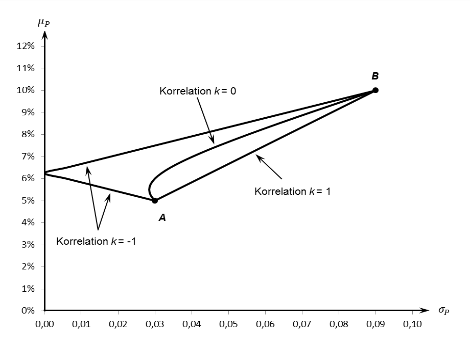 μP
12%
11%
10%
9%
8%
7%
6%
5%
4%
3%
2%
1%
0%
B
Korrelation k = 0
Korrelation k = 1
A
Korrelation k = -1
0,00 0,01 0,02 0,03 0,04 0,05 0,06 0,07 0,08 0,09 0,10
σP